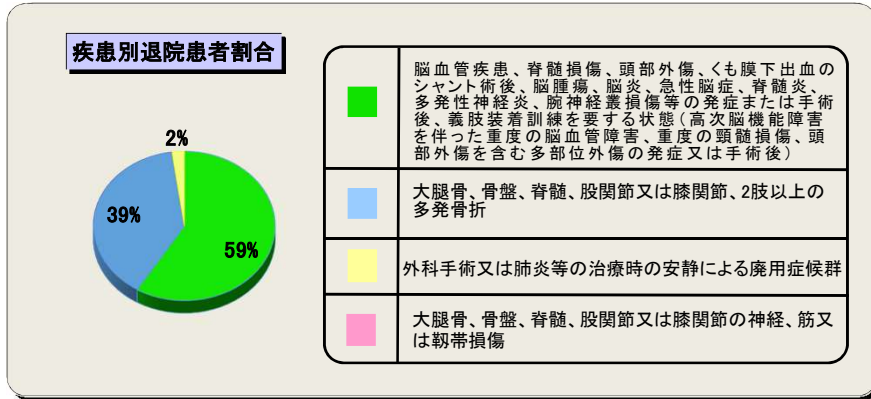 疾患別退院患者割合
2%
39%
59%
脳血管疾患、脊髄損傷、頭部外傷、くも膜下出血の
シャント術後、脳腫瘍、脳炎、急性脳症、脊髄炎、
多発性神経炎、腕神経叢損傷等の発症または手術
後、義肢装着訓練を要する状態(高次脳機能障害
を伴った重度の脳血管障害、重度の頸髄損傷、頭
部外傷を含む多部位外傷の発症又は手術後)
大腿骨、骨盤、脊髄、股関節又は膝関節、2肢以上の
多発骨折
外科手術又は肺炎等の治療時の安静による廃用症候群
大腿骨、骨盤、脊髄、股関節又は膝関節の神経、筋又
は靱帯損傷